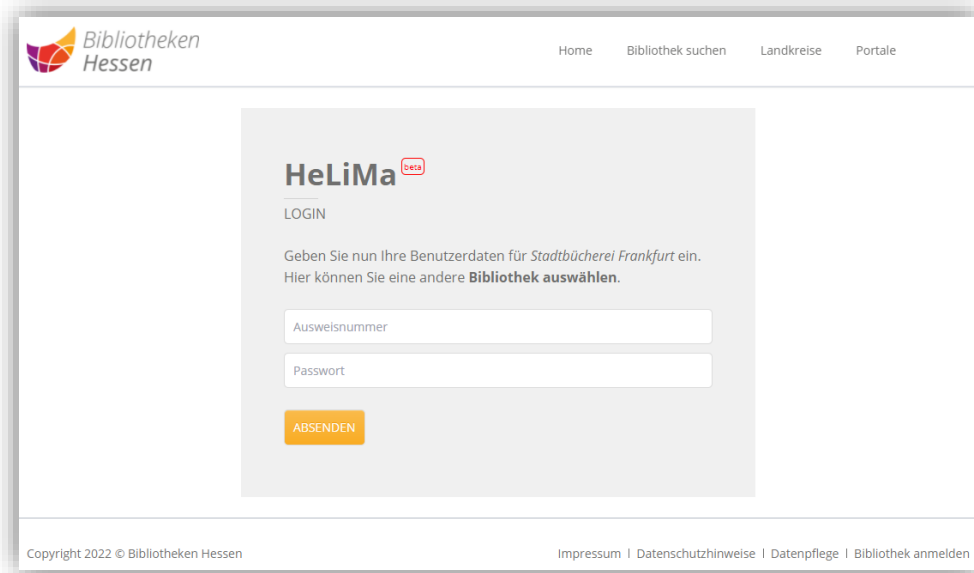 Bibliotheken
Hessen
Home Bibliothek suchen Landkreise Portale
HeLiMa beta
LOGIN
Geben Sie nun Ihre Benutzerdaten für Stadtbücherei Frankfurt ein.
Hier können Sie eine andere Bibliothek auswählen.
Ausweisnummer
Passwort
ABSENDEN
Copyright 2022 © Bibliotheken Hessen Impressum | Datenschutzhinweise | Datenpflege | Bibliothek anmelden